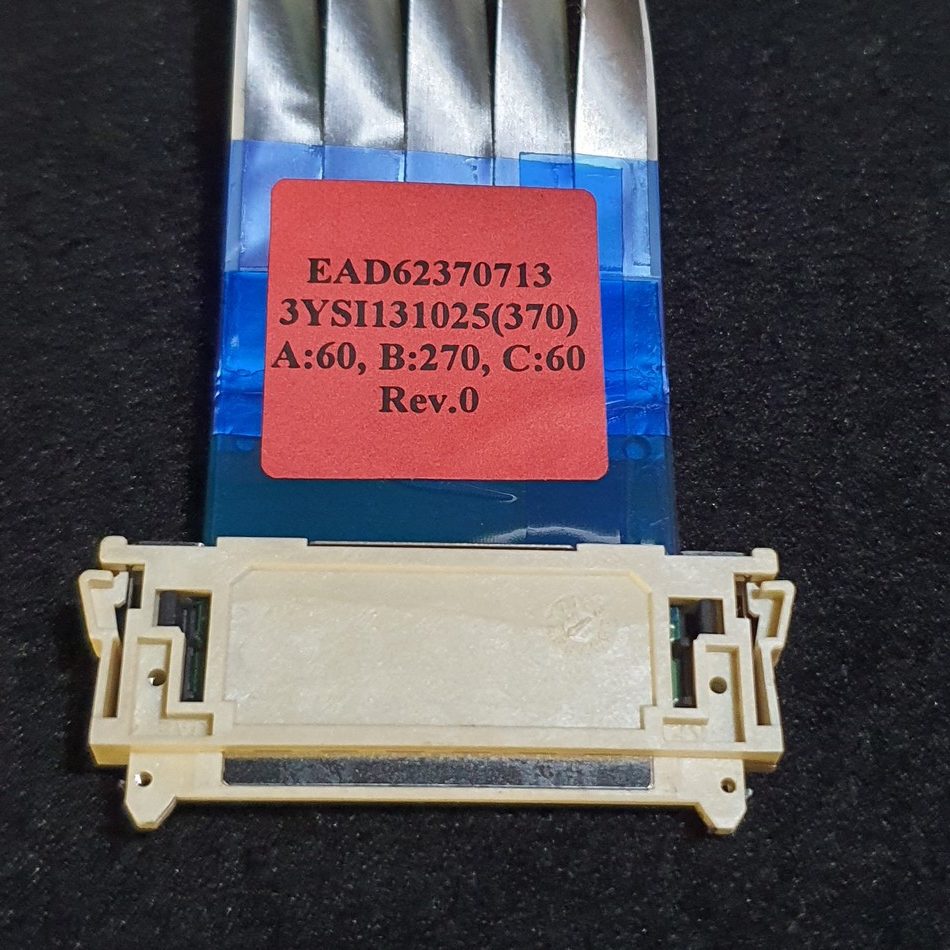 EAD62370713
3YSI131025(370)
A:60, B:270, C:60
Rev.0